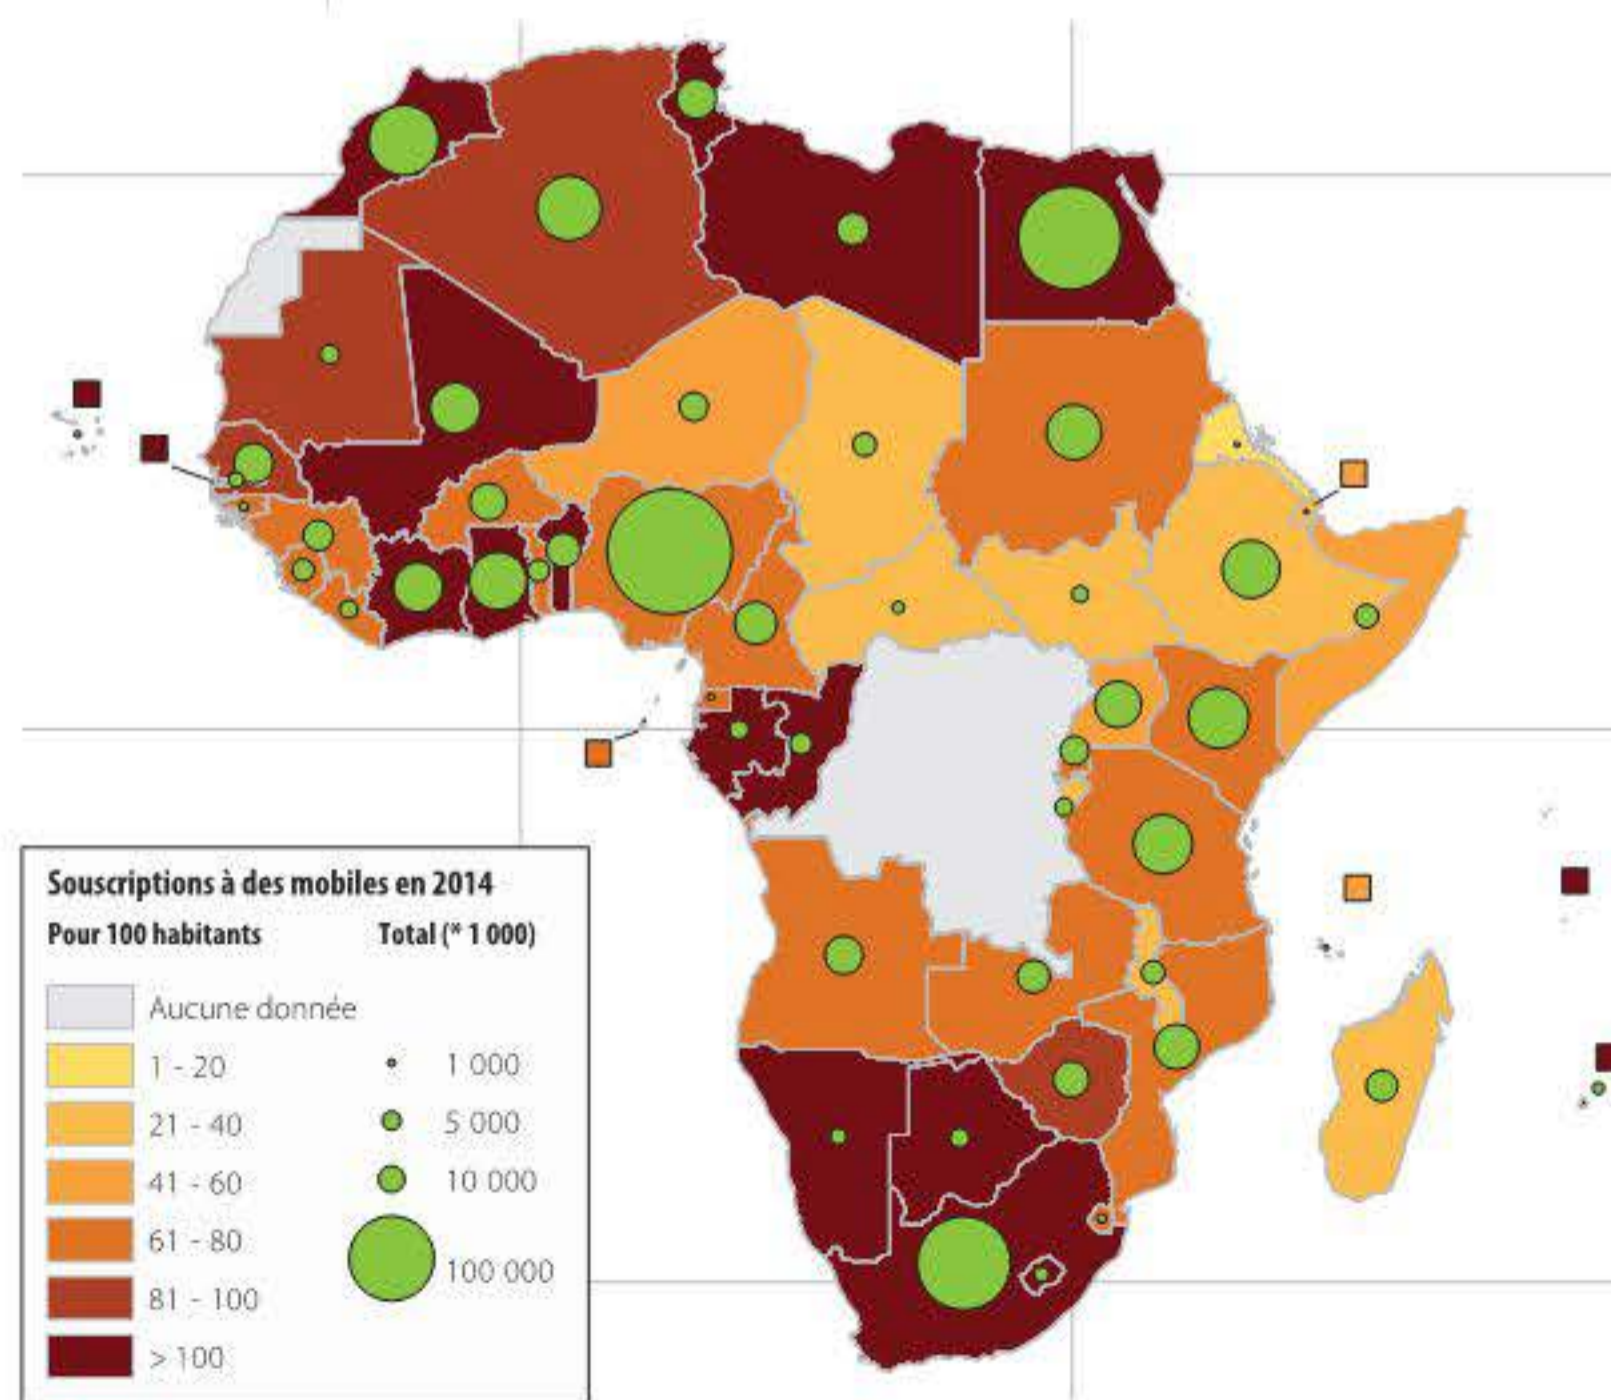 Souscriptions à des mobiles en 2014
Pour 100 habitants Total (* 1 000)
Aucune donnée
1 - 20 1 000
21 - 40 5 000
41 - 60 10 000
61 - 80 100 000
81 - 100
> 100